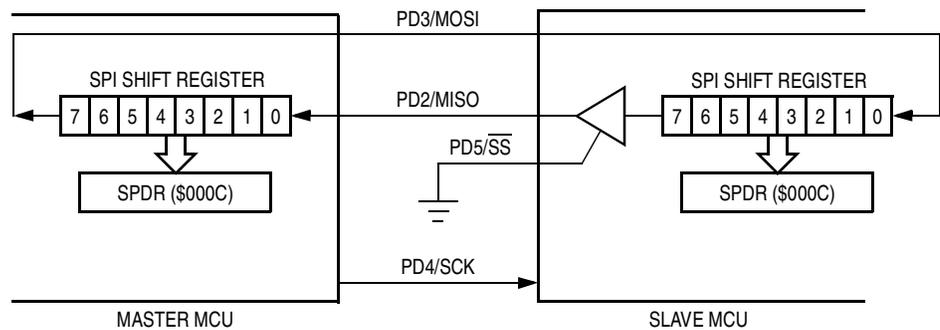 PD3/MOSI
SPI SHIFT REGISTER
SPI SHIFT REGISTER
7 6 5 4 3 2 1 0
PD2/MISO
7 6 5 4 3 2 1 0
PD5/S̅S̅
SPDR ($000C)
SPDR ($000C)
PD4/SCK
MASTER MCU
SLAVE MCU